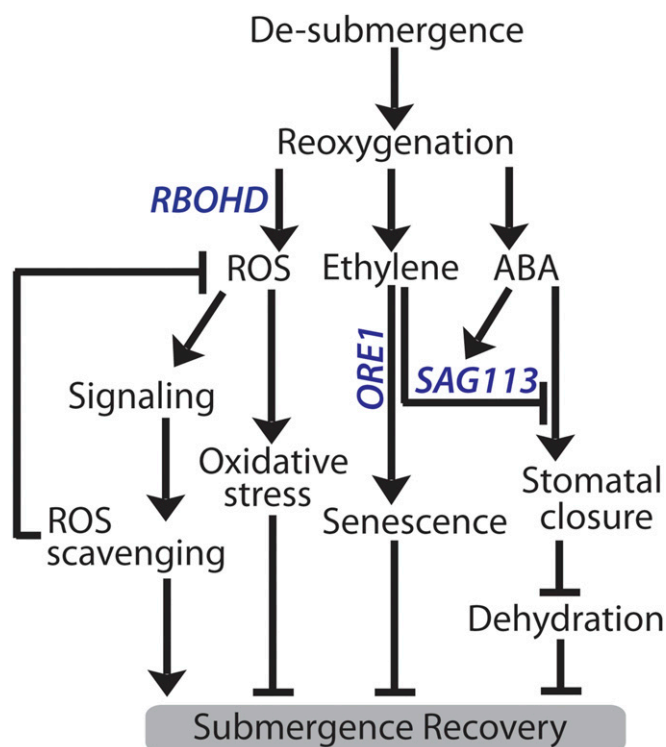 De-submergence
Reoxygenation
RBOHD
ROS
Ethylene
ABA
ORE1
SAG113
Signaling
Oxidative
stress
Stomatal
closure
ROS
scavenging
Senescence
Dehydration
Submergence Recovery